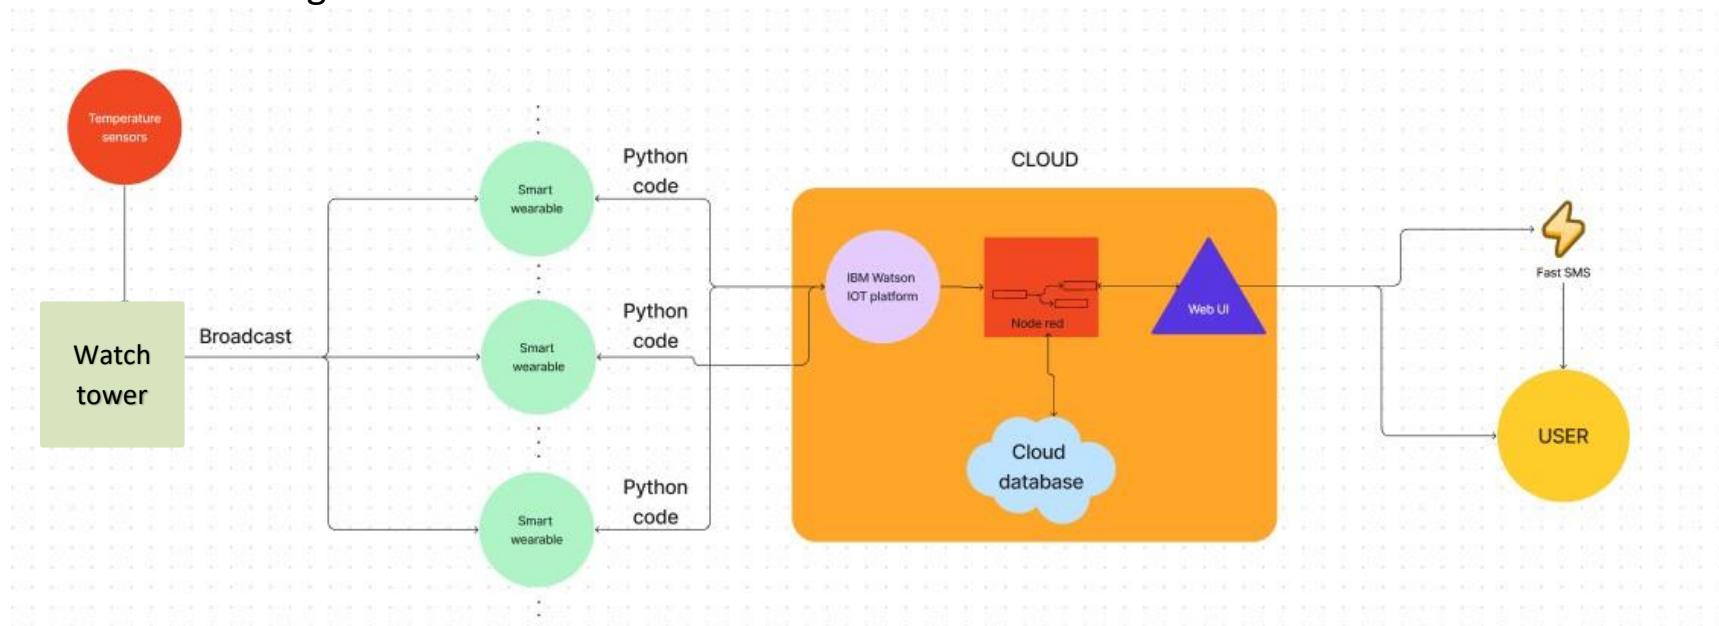 Temperature
sensors
Watch
tower
Broadcast
Smart
wearable
Python
code
Smart
wearable
Python
code
Smart
wearable
Python
code
CLOUD
IBM Watson
IOT platform
Node red
Web UI
Cloud
database
Fast SMS
USER